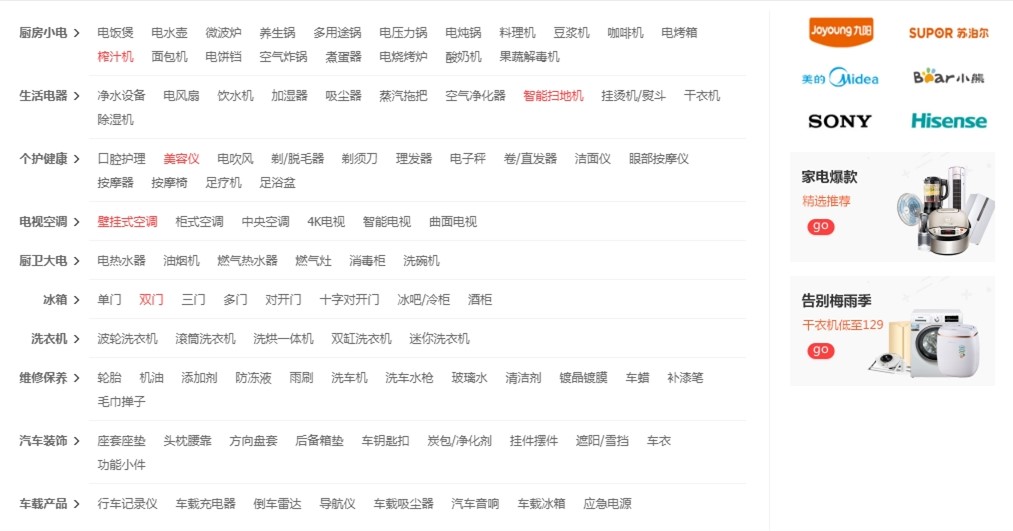 厨房小电 > 电饭煲 电水壶 微波炉 养生锅 多用途锅 电压力锅 电炖锅 料理机 豆浆机 咖啡机 电烤箱
榨汁机 面包机 电饼铛 空气炸锅 煮蛋器 电烧烤炉 酸奶机 果蔬解毒机
生活电器 > 净水设备 电风扇 饮水机 加湿器 吸尘器 蒸汽拖把 空气净化器 智能扫地机 挂烫机/熨斗 干衣机
除湿机
个护健康 > 口腔护理 美容仪 电吹风 剃/脱毛器 剃须刀 理发器 电子秤 卷/直发器 洁面仪 眼部按摩仪
按摩器 按摩椅 足疗机 足浴盆
电视空调 > 壁挂式空调 柜式空调 中央空调 4K电视 智能电视 曲面电视
厨卫大电 > 电热水器 油烟机 燃气热水器 燃气灶 消毒柜 洗碗机
冰箱 > 单门 双门 三门 多门 对开门 十字对开门 冰吧/冷柜 酒柜
洗衣机 > 波轮洗衣机 滚筒洗衣机 洗烘一体机 双缸洗衣机 迷你洗衣机
维修保养 > 轮胎 机油 添加剂 防冻液 雨刷 洗车机 洗车水枪 玻璃水 清洁剂 镀晶镀膜 车蜡 补漆笔
毛巾掸子
汽车装饰 > 座套座垫 头枕腰靠 方向盘套 后备箱垫 车钥匙扣 炭包/净化剂 挂件摆件 遮阳/雪挡 车衣
功能小件
车载产品 > 行车记录仪 车载充电器 倒车雷达 导航仪 车载吸尘器 汽车音响 车载冰箱 应急电源
Joyoung九阳 SUPOR 苏泊尔
美的 Midea Bear小熊
SONY Hisense
家电爆款
精选推荐
go
告别梅雨季
干衣机低至129
go